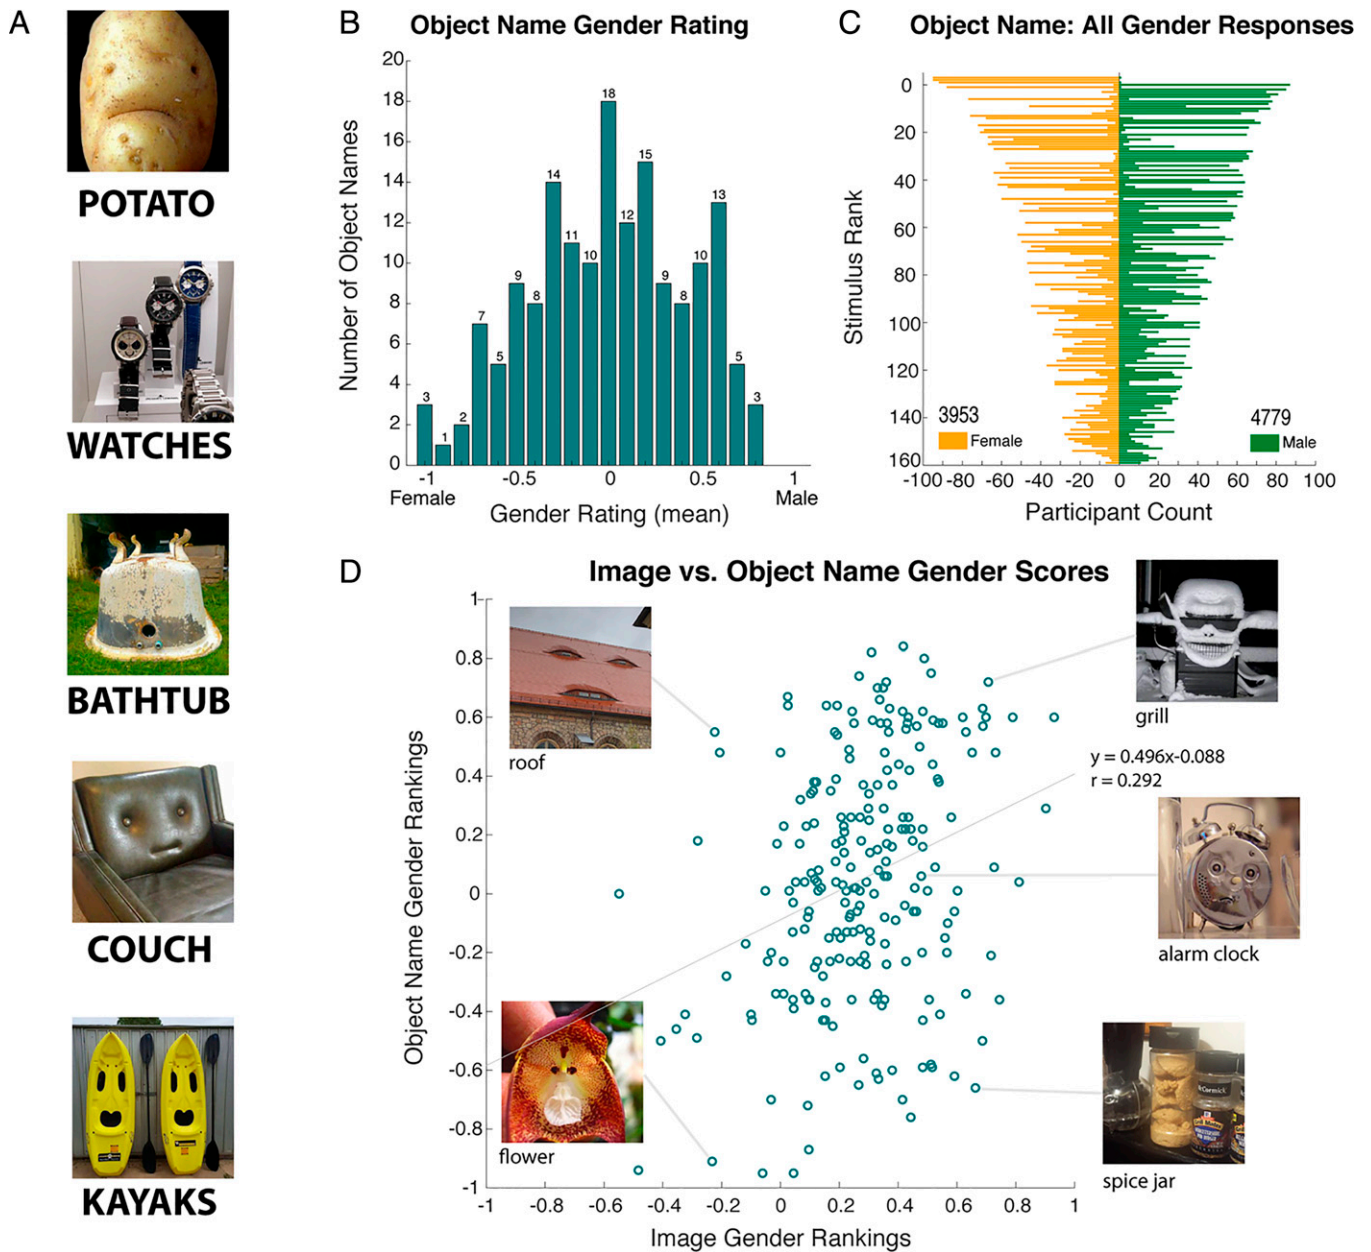 A
POTATO
WATCHES
BATHTUB
COUCH
KAYAKS
B
Object Name Gender Rating
Number of Object Names
20
18
16
14
12
10
8
6
4
2
0
3
1
2
7
5
9
8
14
11
10
18
12
15
9
8
10
13
5
3
-1
-0.5
0
0.5
1
Female
Male
Gender Rating (mean)
C
Object Name: All Gender Responses
Stimulus Rank
0
20
40
60
80
100
120
140
160
3953
Female
4779
Male
-100 -80 -60 -40 -20 0 20 40 60 80 100
Participant Count
D
Image vs. Object Name Gender Scores
Object Name Gender Rankings
1
0.8
0.6
0.4
0.2
0
-0.2
-0.4
-0.6
-0.8
-1
roof
grill
y = 0.496x-0.088
r = 0.292
alarm clock
flower
McCormick
spice jar
-1 -0.8 -0.6 -0.4 -0.2 0 0.2 0.4 0.6 0.8 1
Image Gender Rankings